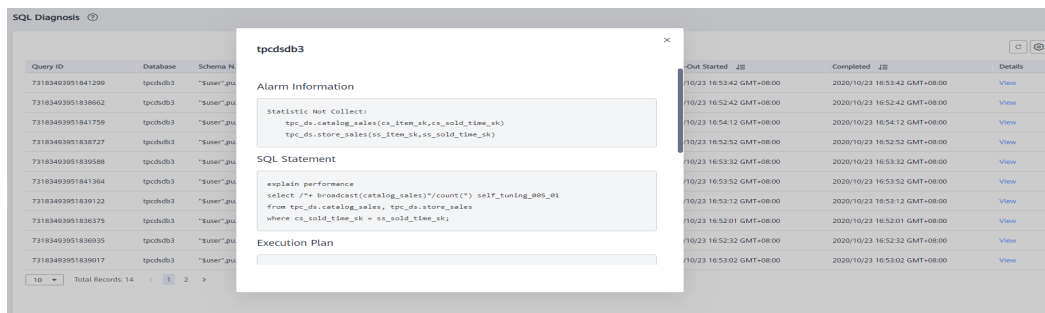 SQL Diagnosis
tpcdsdb3
Query ID Database Schema N. -Out Started Completed Details
Alarm Information
73183493951841299 tpcdsdb3 "$user",pu. /10/23 16:53:42 GMT+08:00 2020/10/23 16:53:42 GMT+08:00 View
73183493951838662 tpcdsdb3 "$user",pu. /10/23 16:52:42 GMT+08:00 2020/10/23 16:52:42 GMT+08:00 View
Statistic Not Collect:
73183493951841759 tpcdsdb3 "$user",pu. /10/23 16:54:12 GMT+08:00 2020/10/23 16:54:12 GMT+08:00 View
tpc_ds.catalog_sales(cs_item_sk,cs_sold_time_sk)
tpc_ds.store_sales(ss_item_sk,ss_sold_time_sk)
73183493951838727 tpcdsdb3 "$user",pu. /10/23 16:52:52 GMT+08:00 2020/10/23 16:52:52 GMT+08:00 View
SQL Statement
73183493951839588 tpcdsdb3 "$user",pu. /10/23 16:53:32 GMT+08:00 2020/10/23 16:53:32 GMT+08:00 View
73183493951841364 tpcdsdb3 "$user",pu. /10/23 16:53:52 GMT+08:00 2020/10/23 16:53:52 GMT+08:00 View
explain performance
select /*+ broadcast(catalog_sales)*/count(*) self_tuning_005_01
73183493951839122 tpcdsdb3 "$user",pu. /10/23 16:53:12 GMT+08:00 2020/10/23 16:53:12 GMT+08:00 View
from tpc_ds.catalog_sales, tpc_ds.store_sales
where cs_sold_time_sk = ss_sold_time_sk;
73183493951836375 tpcdsdb3 "$user",pu. /10/23 16:52:01 GMT+08:00 2020/10/23 16:52:01 GMT+08:00 View
73183493951836935 tpcdsdb3 "$user",pu. /10/23 16:52:32 GMT+08:00 2020/10/23 16:52:32 GMT+08:00 View
Execution Plan
73183493951839017 tpcdsdb3 "$user",pu. /10/23 16:53:02 GMT+08:00 2020/10/23 16:53:02 GMT+08:00 View
10 Total Records: 14 < 1 2 >